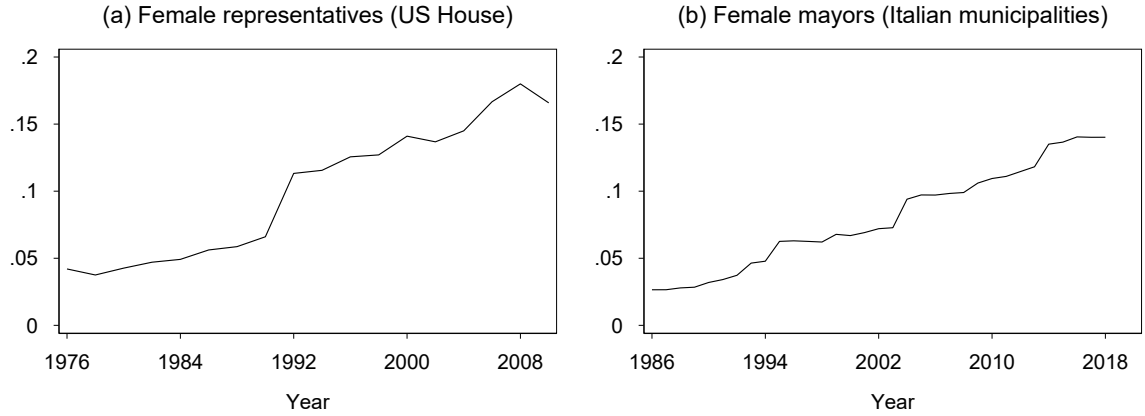 (a) Female representatives (US House)
.2
.15
.1
.05
0
1976 1984 1992 2000 2008
Year
(b) Female mayors (Italian municipalities)
.2
.15
.1
.05
0
1986 1994 2002 2010 2018
Year